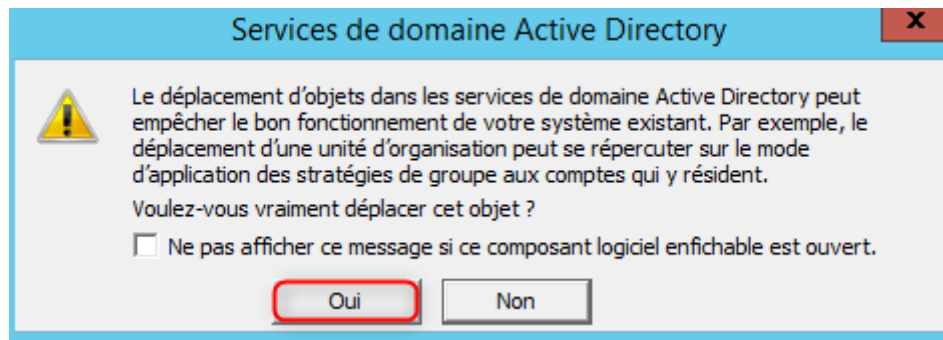 Services de domaine Active Directory
x
Le déplacement d'objets dans les services de domaine Active Directory peut
empêcher le bon fonctionnement de votre système existant. Par exemple, le
déplacement d'une unité d'organisation peut se répercuter sur le mode
d'application des stratégies de groupe aux comptes qui y résident.
Voulez-vous vraiment déplacer cet objet ?
Ne pas afficher ce message si ce composant logiciel enfichable est ouvert.
Oui Non